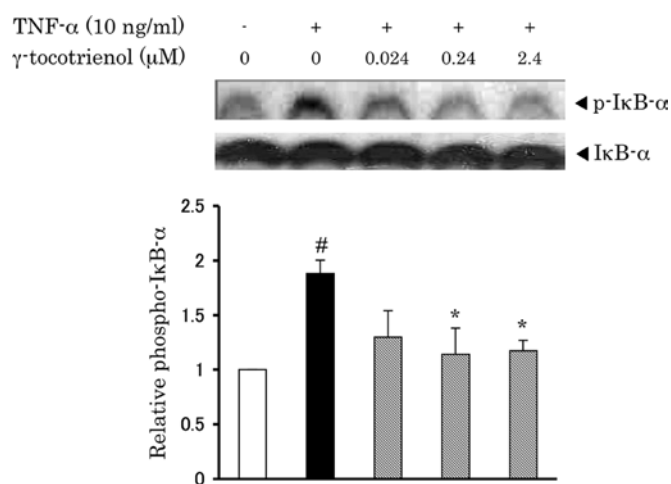 TNF-α (10 ng/ml) - + + + +
γ-tocotrienol (μM) 0 0 0.024 0.24 2.4
◄ p-IκB-α
◄ IκB-α
2.5
2
1.5
1
0.5
0
Relative phospho-IκB-α
#
*
*